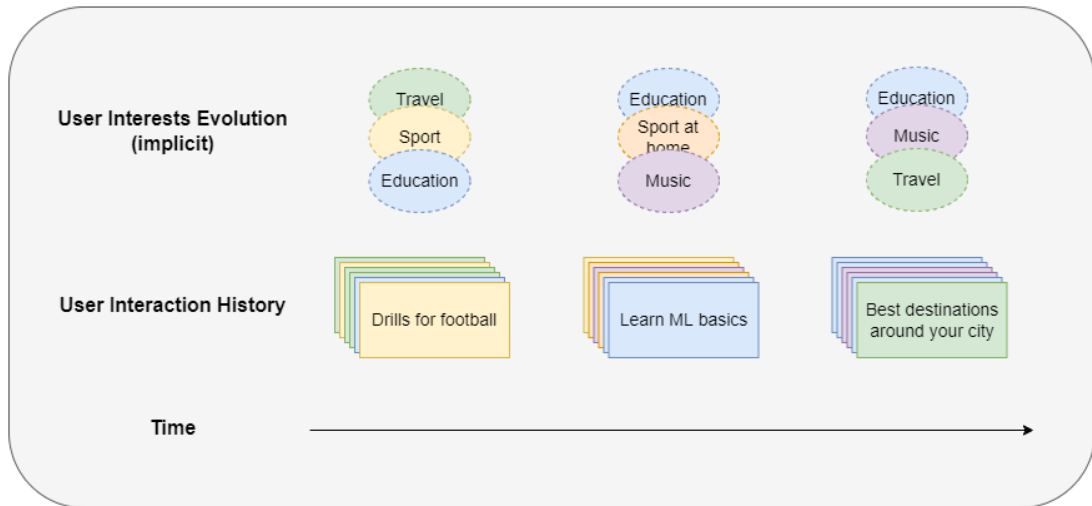 User Interests Evolution
(implicit)
Travel
Sport
Education
Education
Sport at
home
Music
Education
Music
Travel
User Interaction History
Drills for football
Learn ML basics
Best destinations
around your city
Time